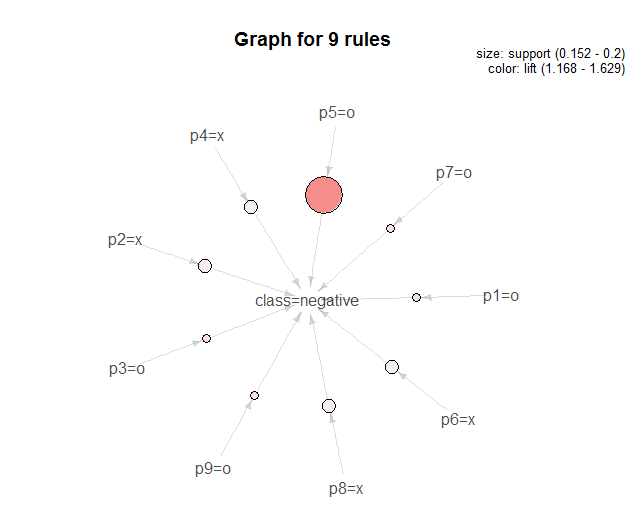 Graph for 9 rules
size: support (0.152 - 0.2)
color: lift (1.168 - 1.629)
p5=o
p4=x
p7=o
p2=x
p1=o
class=negative
p3=o
p6=x
p9=o
p8=x